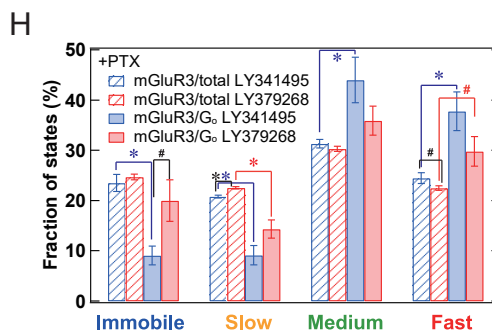 H
Fraction of states (%)
50
40
30
20
10
0
+PTX
mGluR3/total LY341495
mGluR3/total LY379268
mGluR3/Gₒ LY341495
mGluR3/Gₒ LY379268
* #
** *
*
* # #
Immobile Slow Medium Fast